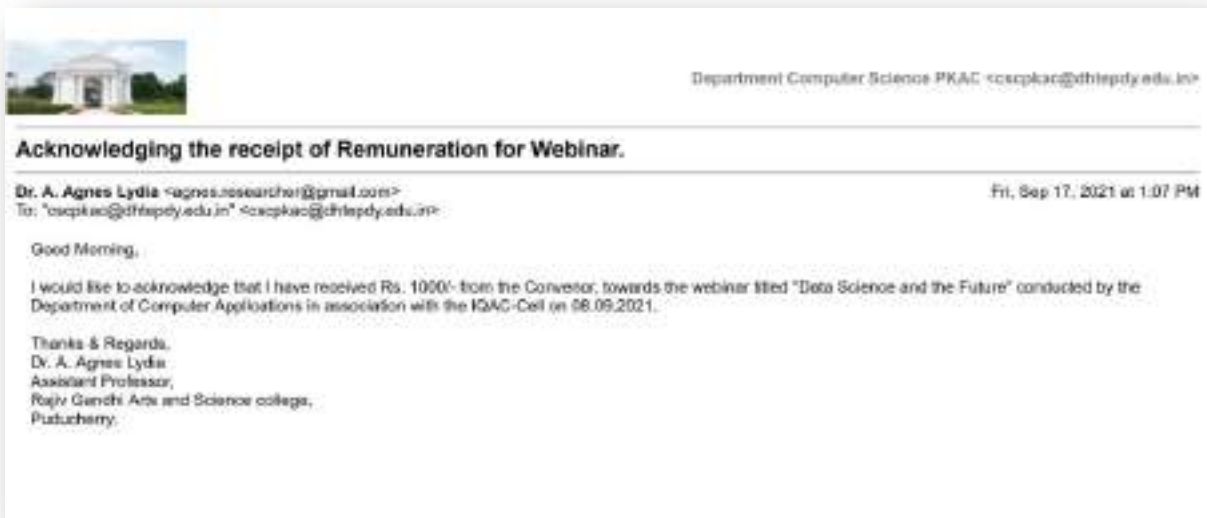 Department Computer Science PKAC <cscpkac@dhtepdy.edu.in>
Acknowledging the receipt of Remuneration for Webinar.
Dr. A. Agnes Lydia <agnes.researcher@gmail.com>
Fri, Sep 17, 2021 at 1:07 PM
To: "cscpkac@dhtepdy.edu.in" <cscpkac@dhtepdy.edu.in>
Good Morning,
I would like to acknowledge that I have received Rs. 1000/- from the Convenor, towards the webinar titled "Data Science and the Future" conducted by the
Department of Computer Applications in association with the IQAC-Cell on 08.09.2021.
Thanks & Regards,
Dr. A. Agnes Lydia
Assistant Professor,
Rajiv Gandhi Arts and Science college,
Puducherry.